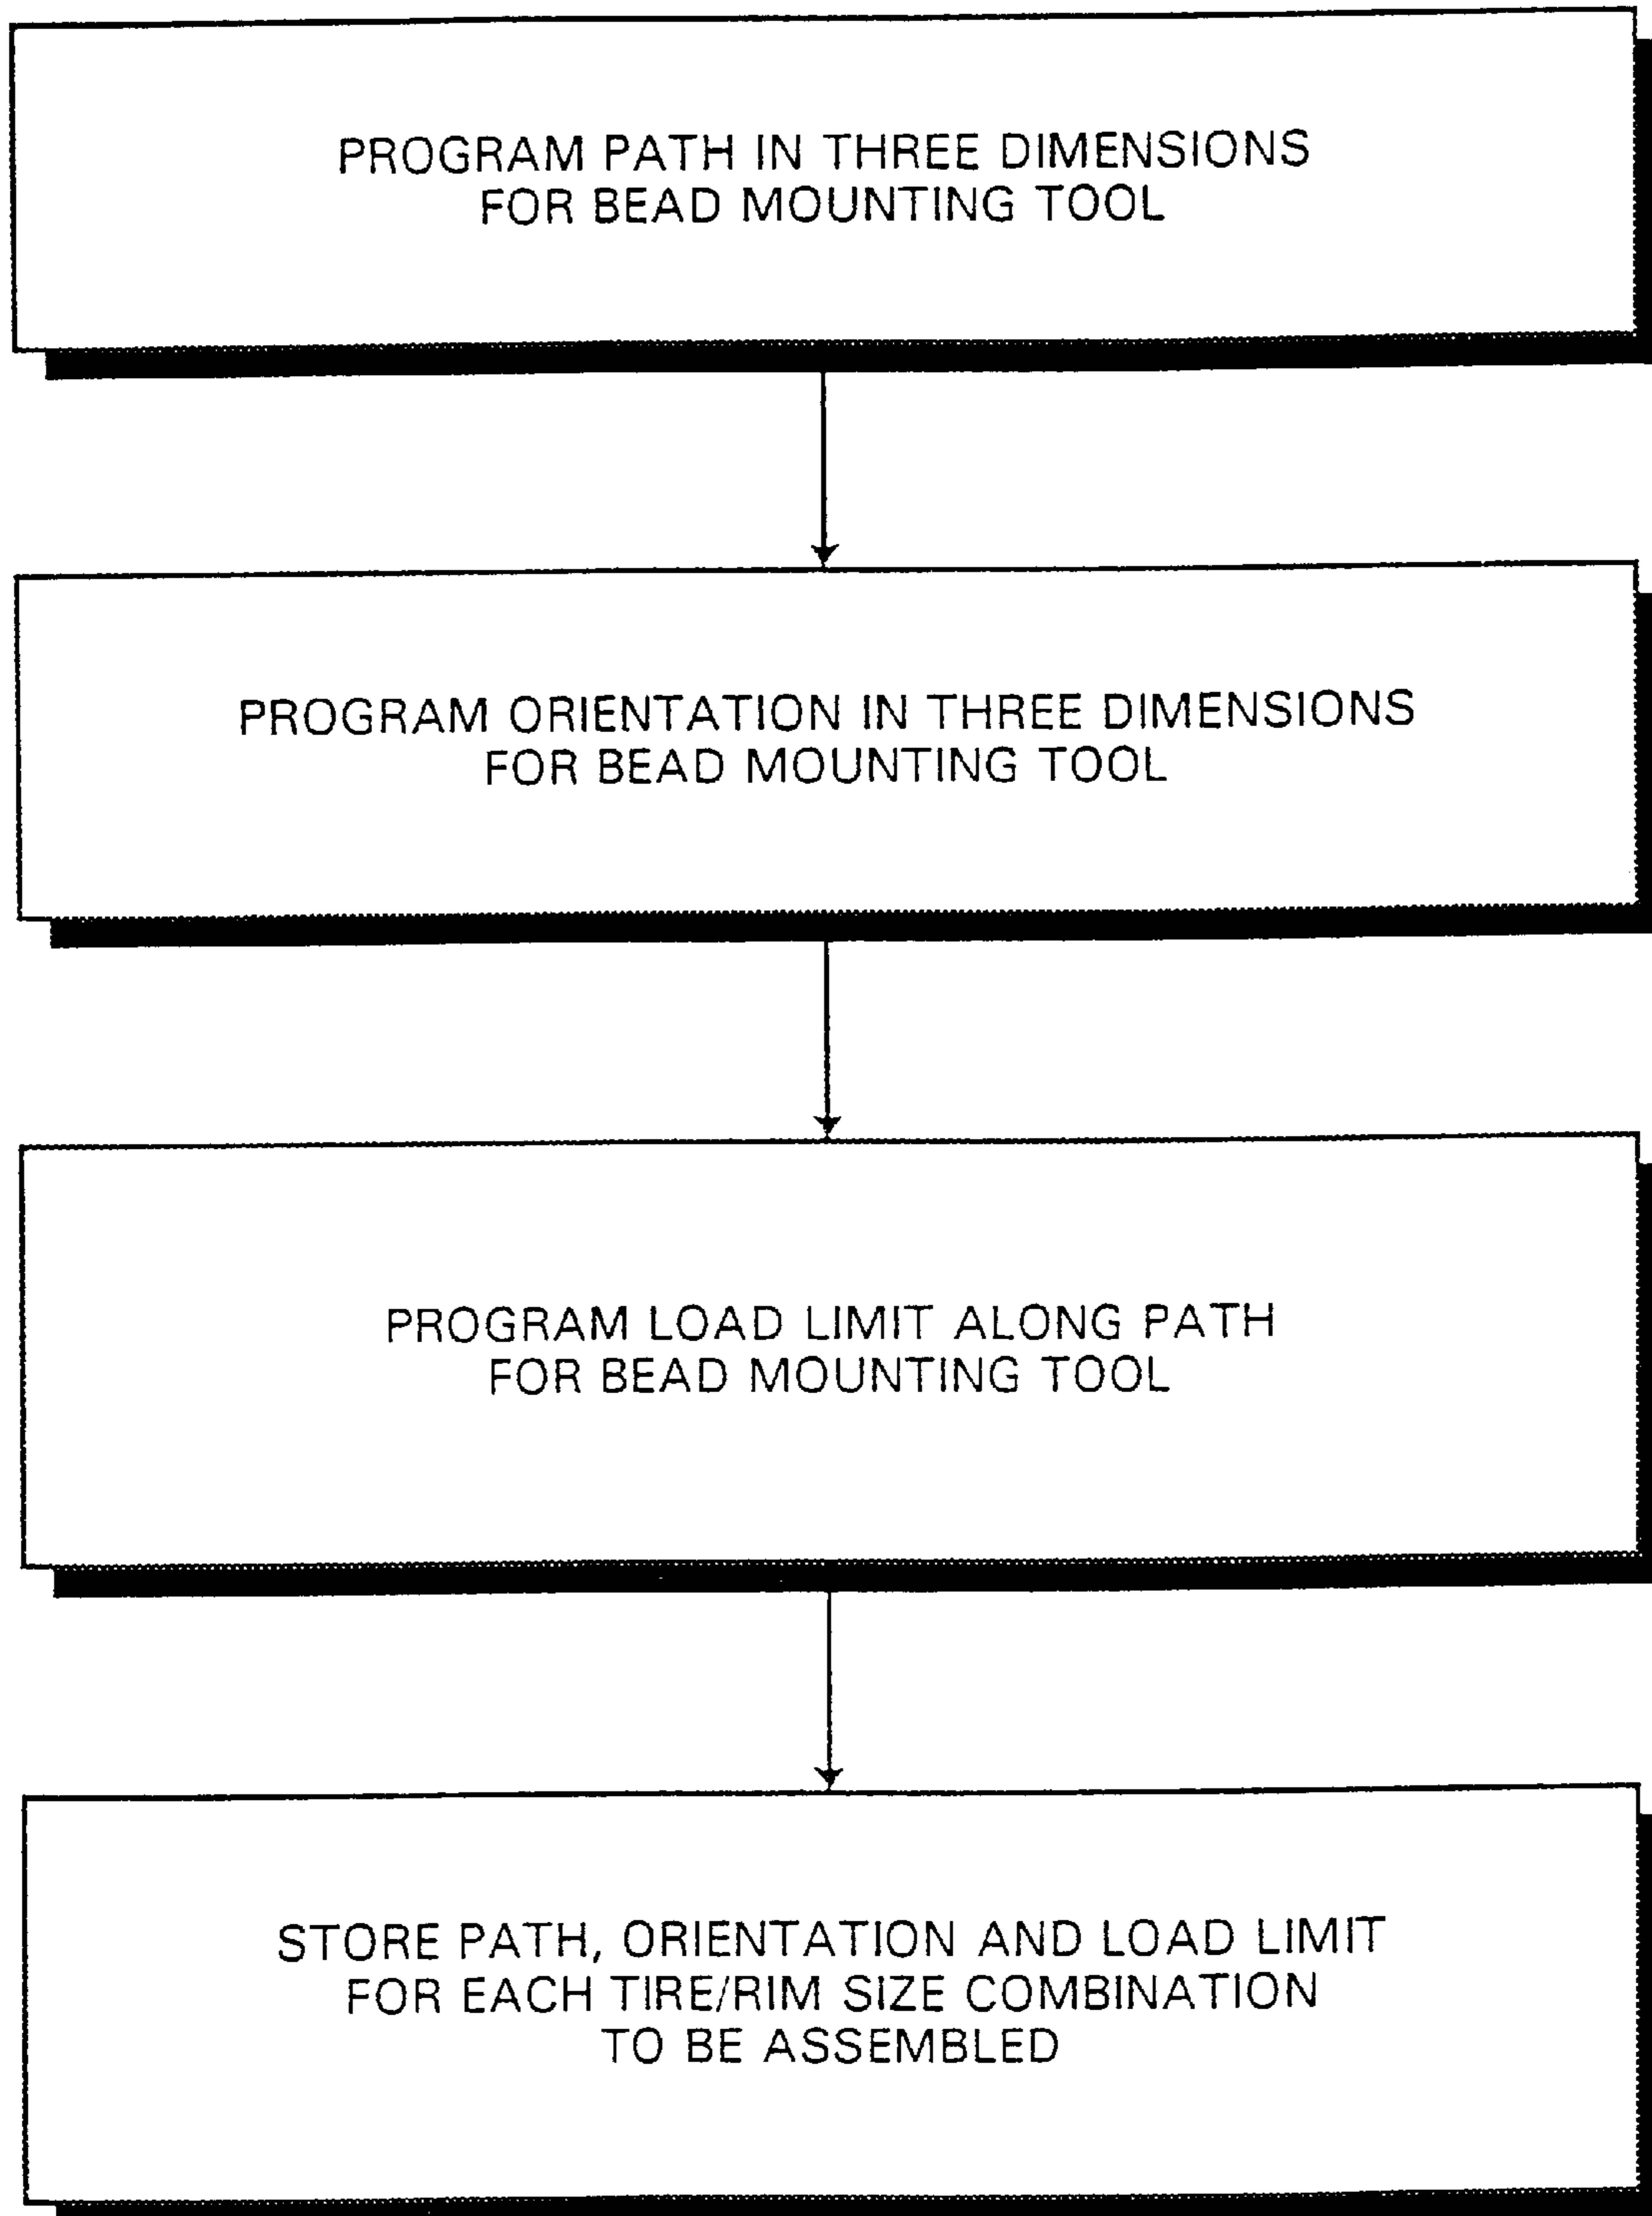 PROGRAM PATH IN THREE DIMENSIONS
FOR BEAD MOUNTING TOOL
PROGRAM ORIENTATION IN THREE DIMENSIONS
FOR BEAD MOUNTING TOOL
PROGRAM LOAD LIMIT ALONG PATH
FOR BEAD MOUNTING TOOL
STORE PATH, ORIENTATION AND LOAD LIMIT
FOR EACH TIRE/RIM SIZE COMBINATION
TO BE ASSEMBLED